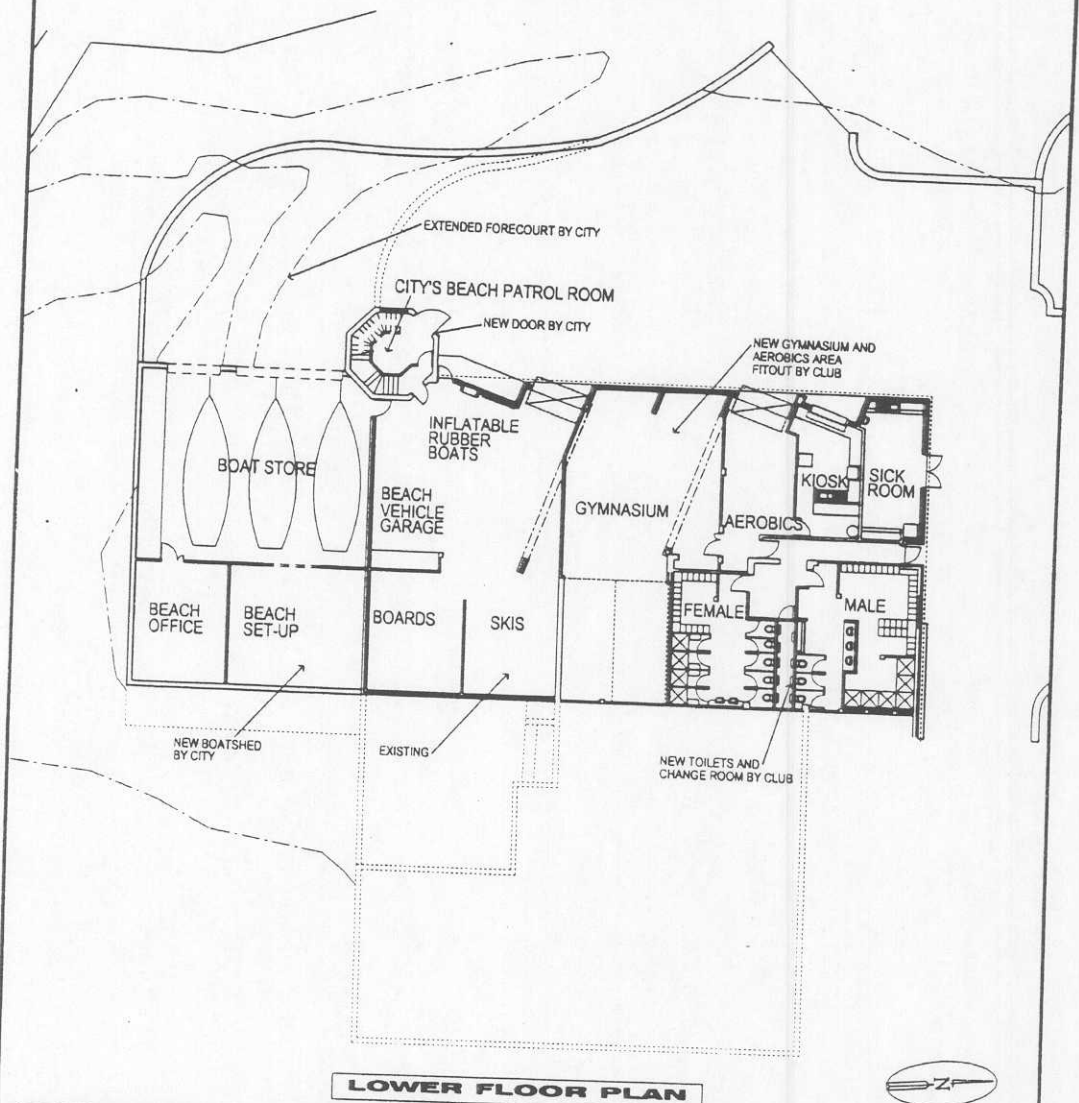 EXTENDED FORECOURT BY CITY
CITY'S BEACH PATROL ROOM
NEW DOOR BY CITY
NEW GYMNASIUM AND
AEROBICS AREA
FITOUT BY CLUB
INFLATABLE
RUBBER
BOATS
BOAT STORE
BEACH
VEHICLE
GARAGE
GYMNASIUM
AEROBICS
KIOSK
SICK
ROOM
BEACH
OFFICE
BEACH
SET-UP
BOARDS
SKIS
FEMALE
MALE
NEW BOATSHED
BY CITY
EXISTING
NEW TOILETS AND
CHANGE ROOM BY CLUB
LOWER FLOOR PLAN
Z